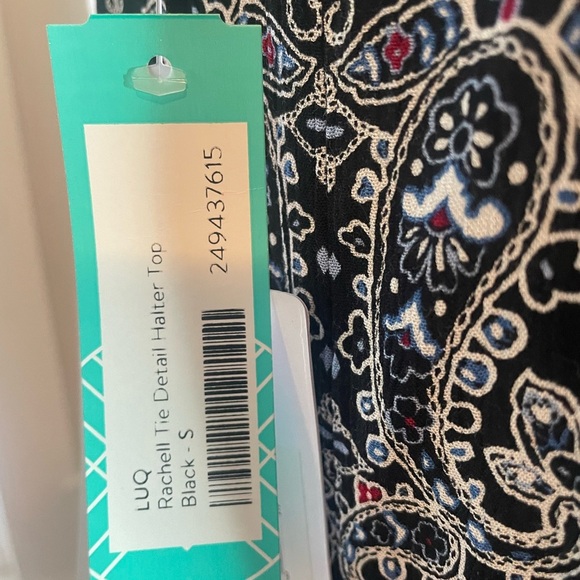 LUQ
Rachell Tie Detail Halter Top
Black - S
249437615